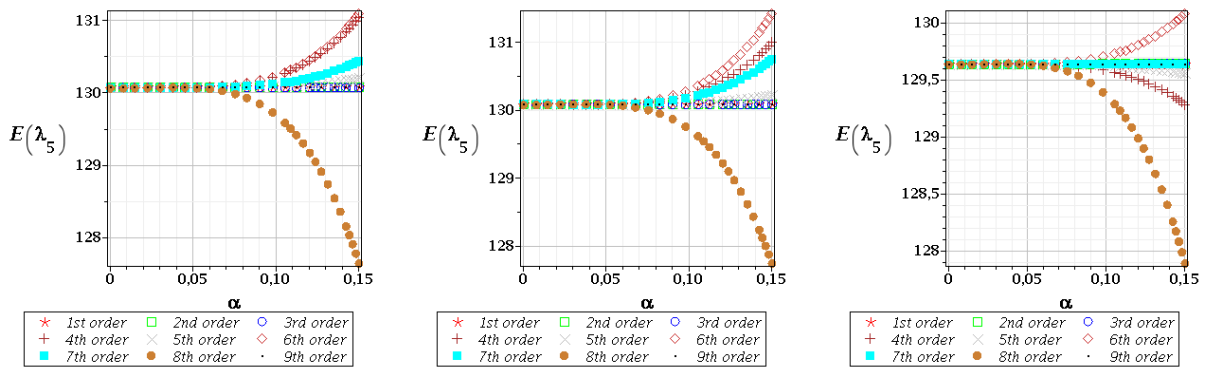 131
130
129
128
E(λ5)
0 0,05 0,10 0,15
α
1st order 2nd order 3rd order
4th order 5th order 6th order
7th order 8th order 9th order
131
130
129
128
E(λ5)
0 0,05 0,10 0,15
α
1st order 2nd order 3rd order
4th order 5th order 6th order
7th order 8th order 9th order
130
129,5
129
128,5
128
E(λ5)
0 0,05 0,10 0,15
α
1st order 2nd order 3rd order
4th order 5th order 6th order
7th order 8th order 9th order